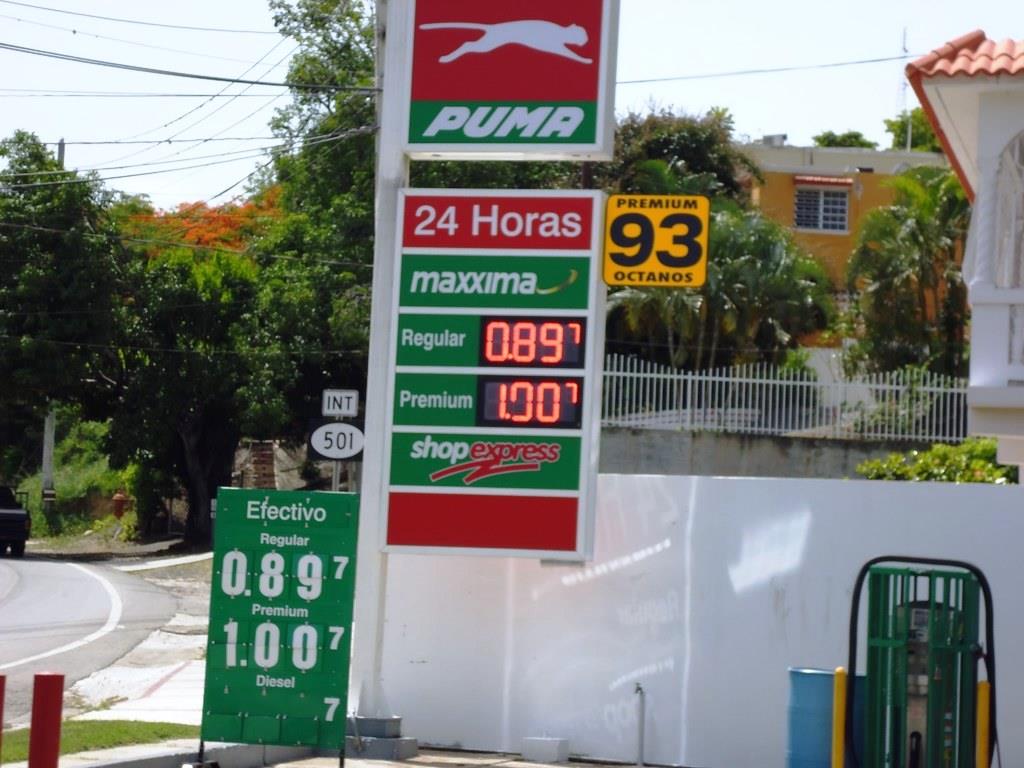 PUMA
24 Horas
PREMIUM
93
OCTANOS
maxxima
Regular 0.897
Premium 1.007
shop express
INT
501
Efectivo
Regular
0.897
Premium
1.007
Diesel
7